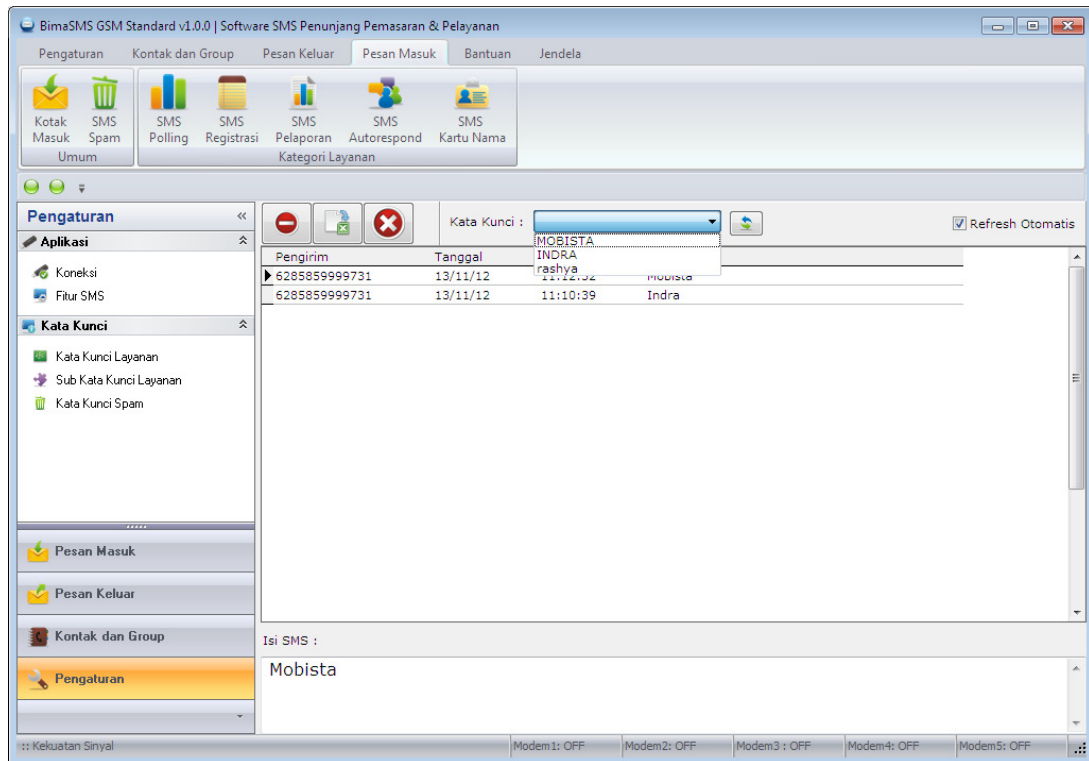 BimaSMS GSM Standard v1.0.0 | Software SMS Penunjang Pemasaran & Pelayanan
Pengaturan Kontak dan Group Pesan Keluar Pesan Masuk Bantuan Jendela
Kotak Masuk
SMS Spam
SMS Polling
SMS Registrasi
SMS Pelaporan
SMS Autorespond
SMS Kartu Nama
Umum
Kategori Layanan
Pengaturan
Aplikasi
Koneksi
Fitur SMS
Kata Kunci
Kata Kunci Layanan
Sub Kata Kunci Layanan
Kata Kunci Spam
Pesan Masuk
Pesan Keluar
Kontak dan Group
Pengaturan
Kata Kunci :
Refresh Otomatis
MOBISTA
INDRA
rashya
Pengirim Tanggal
6285859999731 13/11/12 11:12:52 Mobista
6285859999731 13/11/12 11:10:39 Indra
Isi SMS :
Mobista
:: Kekuatan Sinyal Modem1: OFF Modem2: OFF Modem3 : OFF Modem4: OFF Modem5: OFF